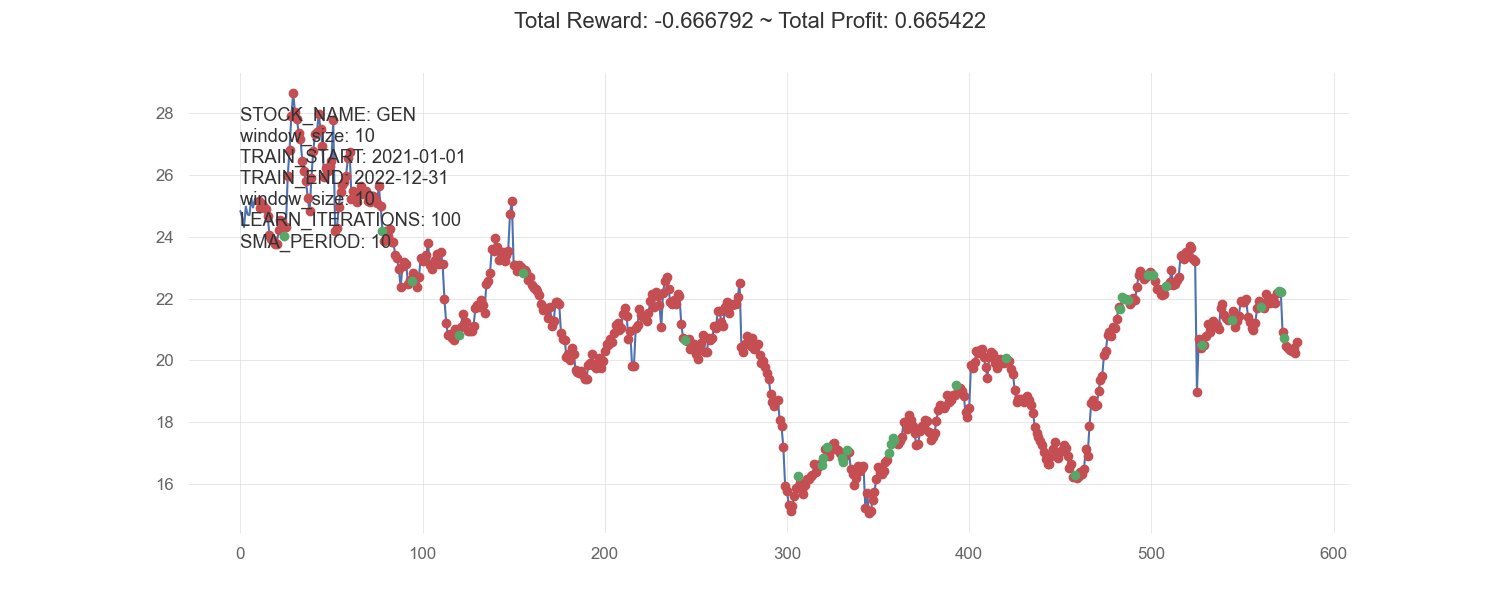 Total Reward: -0.666792 ~ Total Profit: 0.665422
28
26
24
22
20
18
16
STOCK_NAME: GEN
window_size: 10
TRAIN_START: 2021-01-01
TRAIN_END: 2022-12-31
window_size: 10
LEARN_ITERATIONS: 100
SMA_PERIOD: 10
0 100 200 300 400 500 600